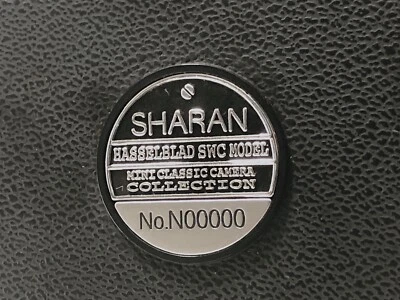 SHARAN
HASSELBLAD SWC MODEL
MINI CLASSIC CAMERA
COLLECTION
No.N00000